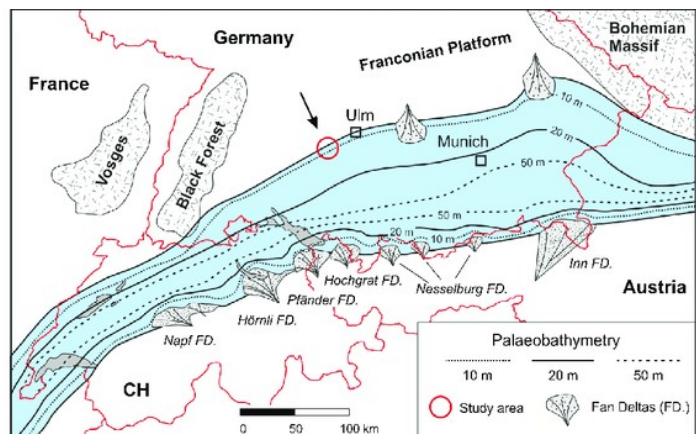 Germany
Franconian Platform
Bohemian
Massif
France
Vosges
Black Forest
Ulm
Munich
10 m
20 m
50 m
50 m
20 m
10 m
Inn FD.
Nesselburg FD.
Hochgrat FD.
Pfänder FD.
Hörnli FD.
Napf FD.
Austria
CH
0 50 100 km
Palaeobathymetry
10 m 20 m 50 m
Study area Fan Deltas (FD.)